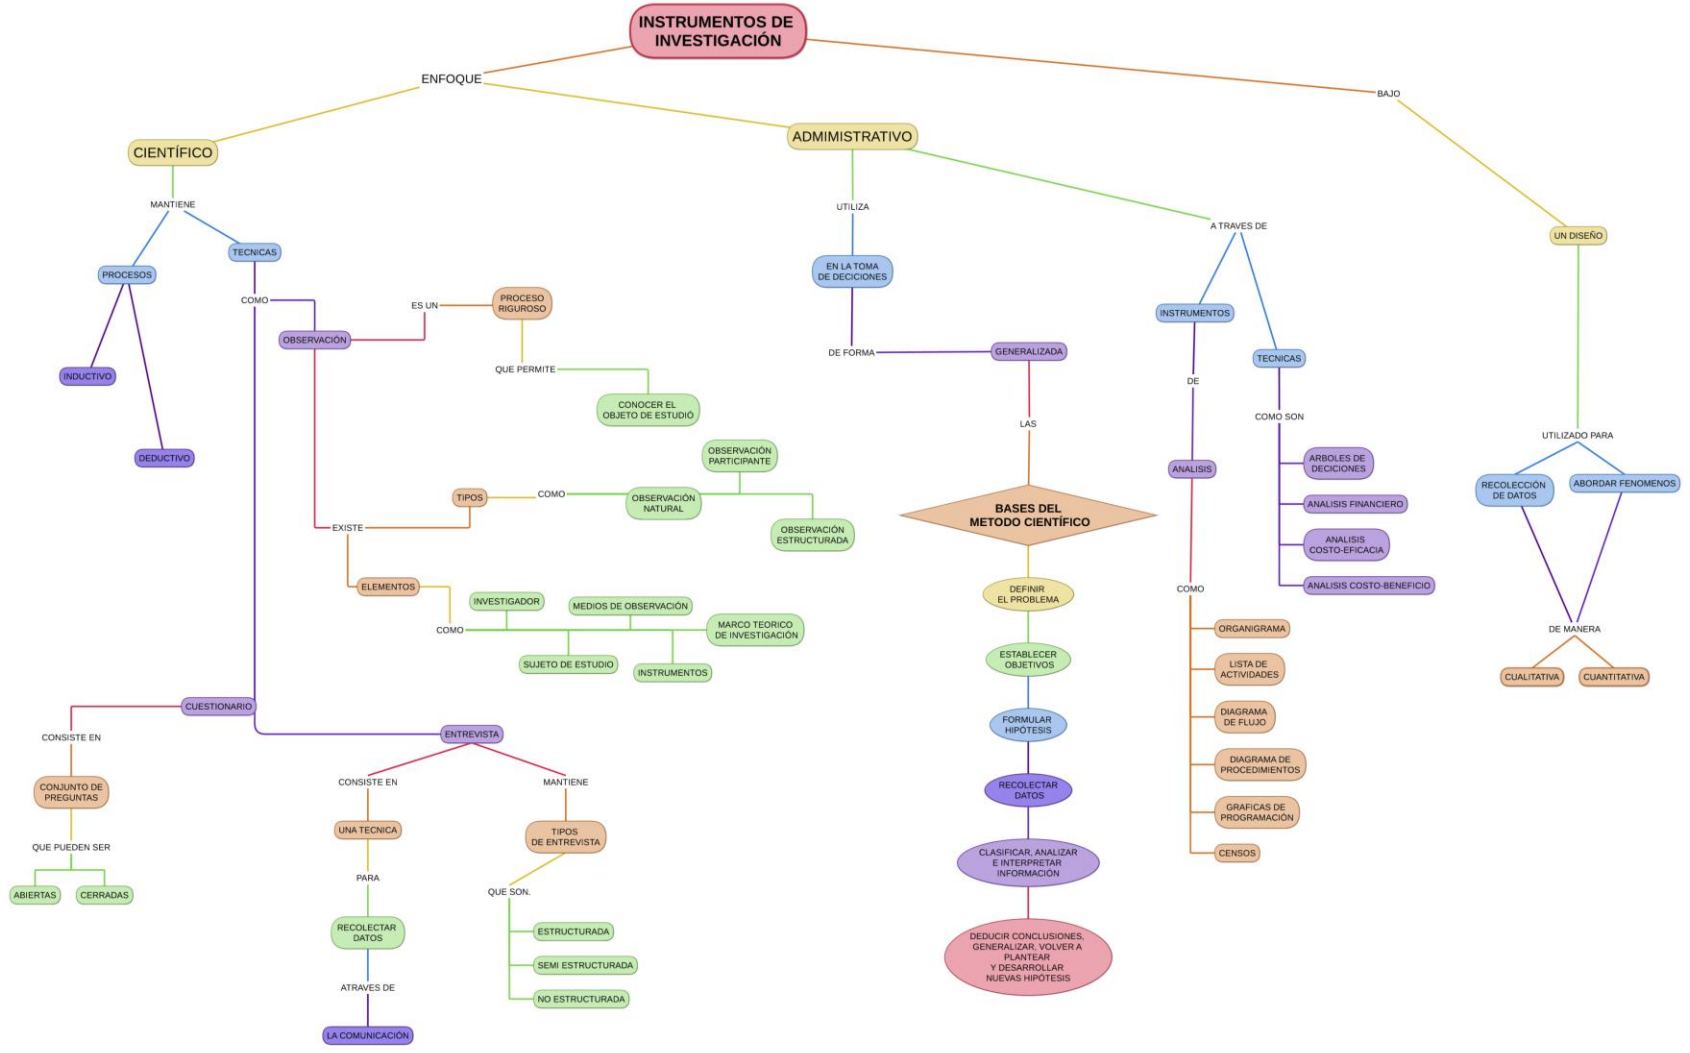 INSTRUMENTOS DE
INVESTIGACIÓN
ENFOQUE
BAJO
CIENTÍFICO
ADMIMISTRATIVO
MANTIENE
UTILIZA
A TRAVES DE
UN DISEÑO
PROCESOS
TECNICAS
COMO
INDUCTIVO
DEDUCTIVO
OBSERVACIÓN
ES UN
PROCESO
RIGUROSO
QUE PERMITE
CONOCER EL
OBJETO DE ESTUDIÓ
EXISTE
TIPOS
COMO
OBSERVACIÓN
PARTICIPANTE
OBSERVACIÓN
NATURAL
OBSERVACIÓN
ESTRUCTURADA
ELEMENTOS
COMO
INVESTIGADOR
MEDIOS DE OBSERVACIÓN
MARCO TEORICO
DE INVESTIGACIÓN
SUJETO DE ESTUDIO
INSTRUMENTOS
CUESTIONARIO
CONSISTE EN
CONJUNTO DE
PREGUNTAS
QUE PUEDEN SER
ABIERTAS
CERRADAS
ENTREVISTA
CONSISTE EN
UNA TECNICA
PARA
RECOLECTAR
DATOS
ATRAVES DE
LA COMUNICACIÓN
MANTIENE
TIPOS
DE ENTREVISTA
QUE SON.
ESTRUCTURADA
SEMI ESTRUCTURADA
NO ESTRUCTURADA
EN LA TOMA
DE DECICIONES
DE FORMA
GENERALIZADA
LAS
BASES DEL
METODO CIENTÍFICO
DEFINIR
EL PROBLEMA
ESTABLECER
OBJETIVOS
FORMULAR
HIPÓTESIS
RECOLECTAR
DATOS
CLASIFICAR, ANALIZAR
E INTERPRETAR
INFORMACIÓN
DEDUCIR CONCLUSIONES,
GENERALIZAR, VOLVER A
PLANTEAR
Y DESARROLLAR
NUEVAS HIPÓTESIS
INSTRUMENTOS
DE
ANALISIS
COMO
ORGANIGRAMA
LISTA DE
ACTIVIDADES
DIAGRAMA
DE FLUJO
DIAGRAMA DE
PROCEDIMIENTOS
GRAFICAS DE
PROGRAMACIÓN
CENSOS
TECNICAS
COMO SON
ARBOLES DE
DECICIONES
ANALISIS FINANCIERO
ANALISIS
COSTO-EFICACIA
ANALISIS COSTO-BENEFICIO
UTILIZADO PARA
RECOLECCIÓN
DE DATOS
ABORDAR FENOMENOS
DE MANERA
CUALITATIVA
CUANTITATIVA